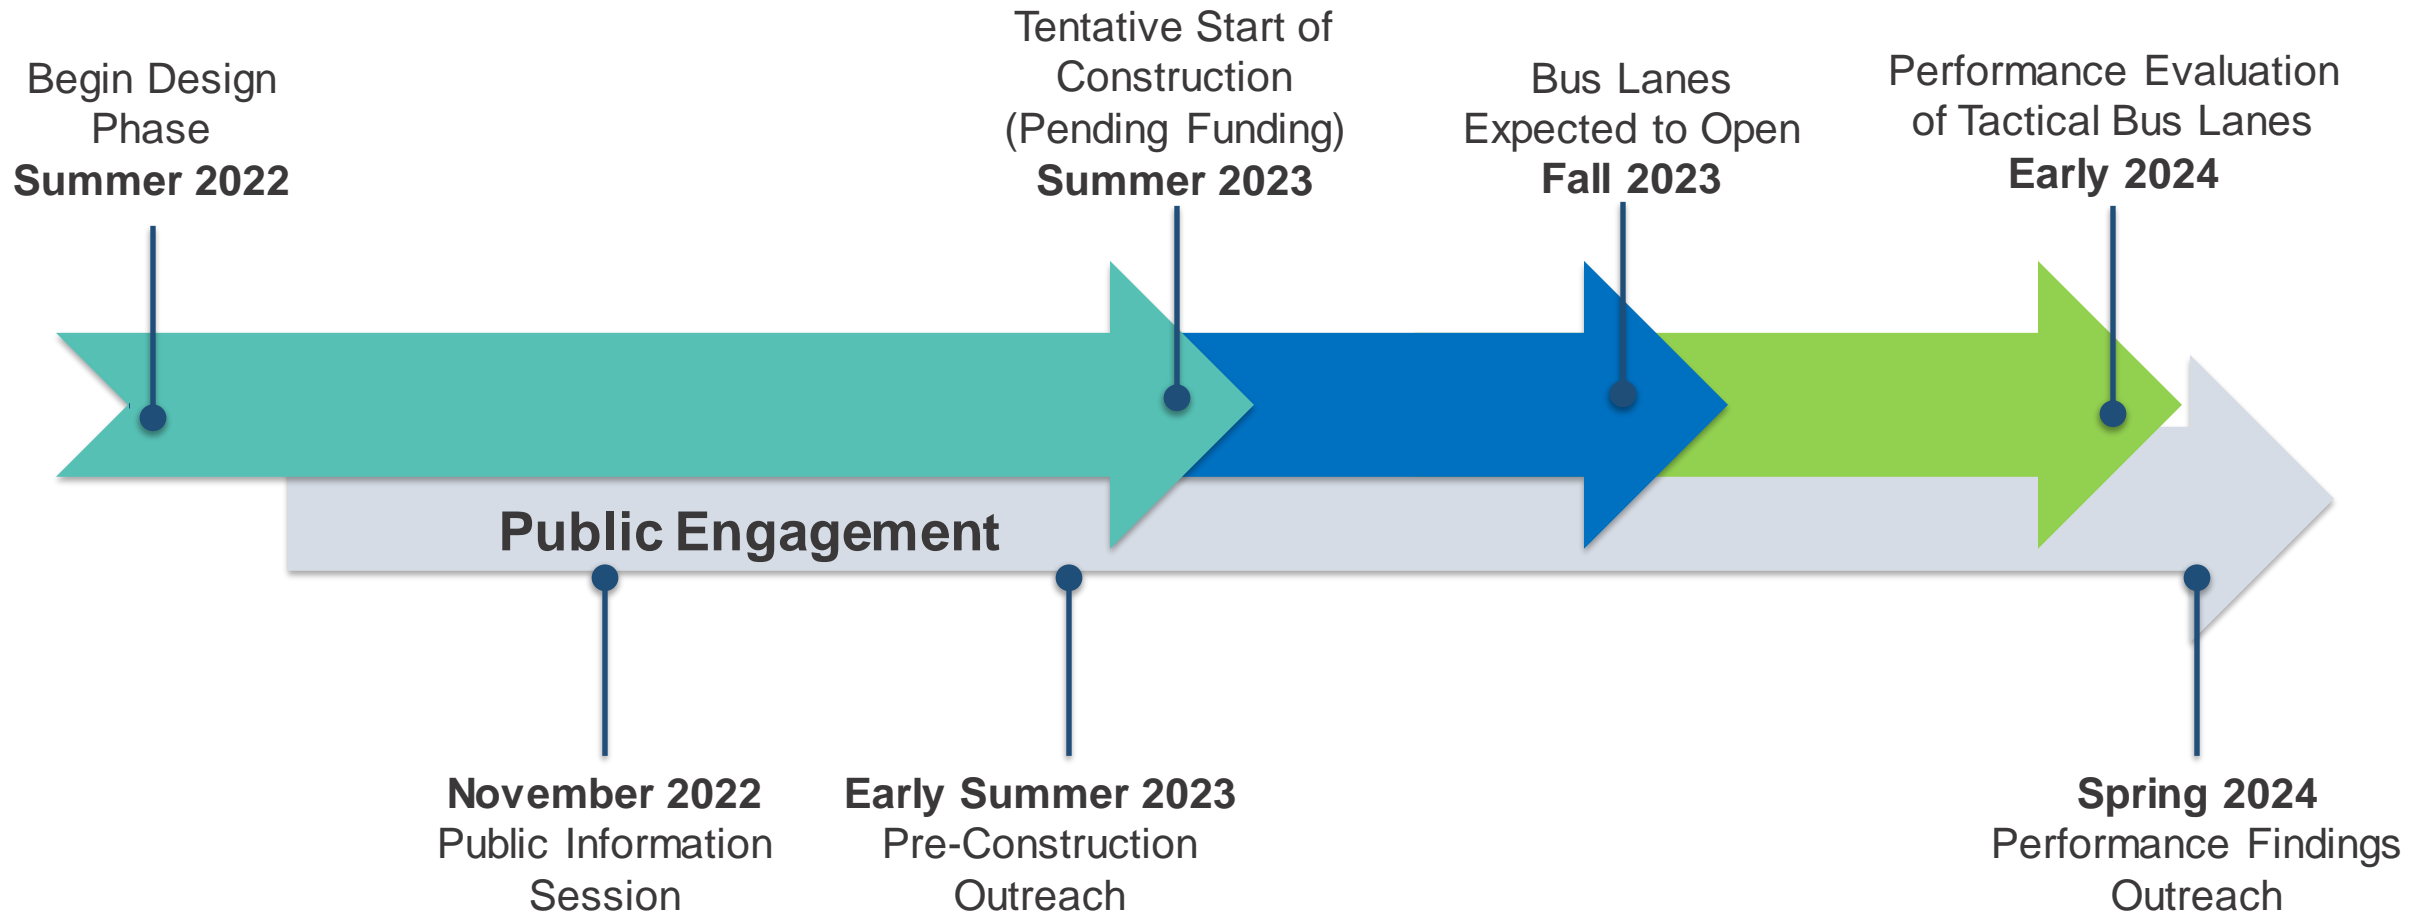 Begin Design
Phase
Summer 2022
Tentative Start of
Construction
(Pending Funding)
Summer 2023
Bus Lanes
Expected to Open
Fall 2023
Performance Evaluation
of Tactical Bus Lanes
Early 2024
Public Engagement
November 2022
Public Information
Session
Early Summer 2023
Pre-Construction
Outreach
Spring 2024
Performance Findings
Outreach